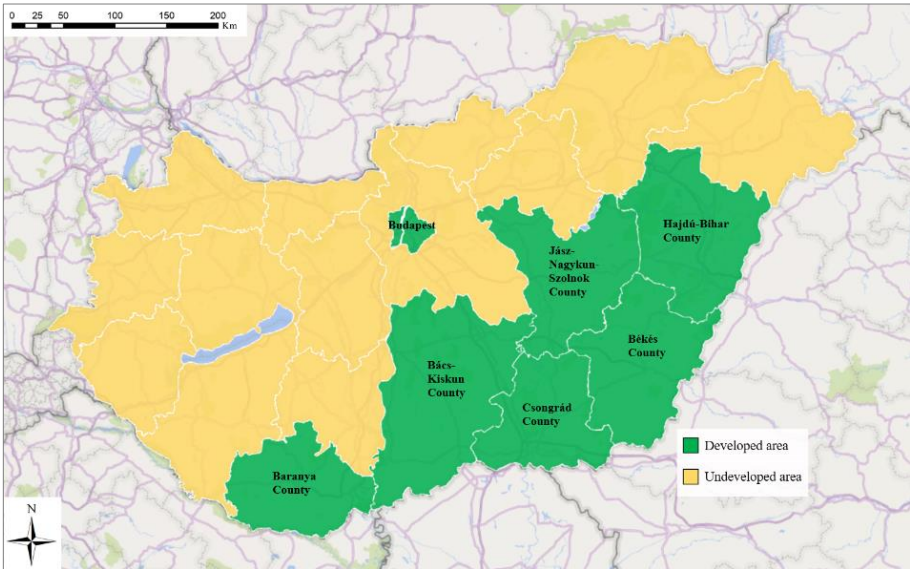 0 25 50 100 150 200
Km
Budapest
Hajdú-Bihar
County
Jász-
Nagykun-
Szolnok
County
Békés
County
Bács-
Kiskun
County
Csongrád
County
Baranya
County
Developed area
Undeveloped area
N